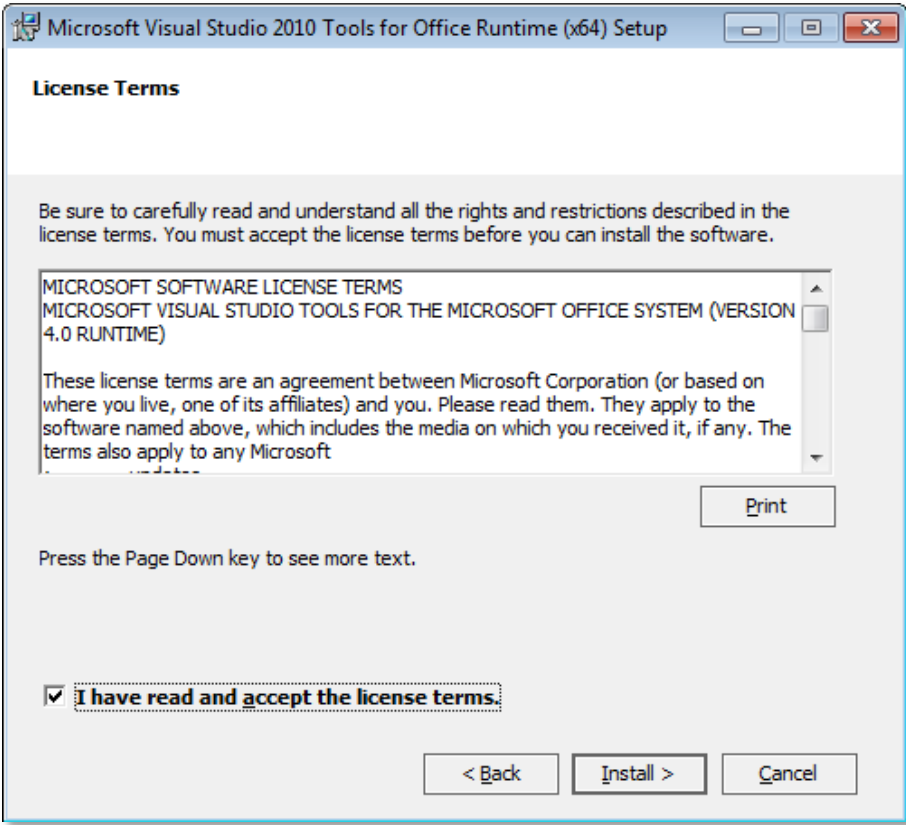 Microsoft Visual Studio 2010 Tools for Office Runtime (x64) Setup
License Terms
Be sure to carefully read and understand all the rights and restrictions described in the
license terms. You must accept the license terms before you can install the software.
MICROSOFT SOFTWARE LICENSE TERMS
MICROSOFT VISUAL STUDIO TOOLS FOR THE MICROSOFT OFFICE SYSTEM (VERSION
4.0 RUNTIME)
These license terms are an agreement between Microsoft Corporation (or based on
where you live, one of its affiliates) and you. Please read them. They apply to the
software named above, which includes the media on which you received it, if any. The
terms also apply to any Microsoft
Print
Press the Page Down key to see more text.
I have read and accept the license terms.
< Back
Install >
Cancel